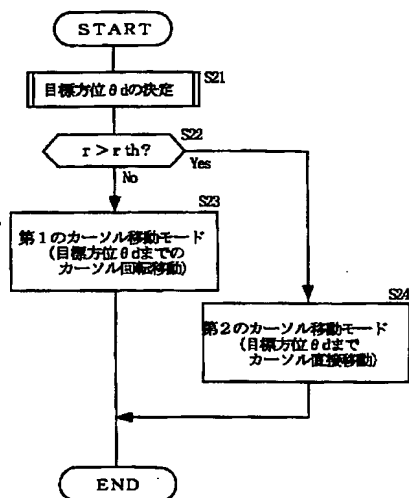 START
S21
目標方位θdの決定
S22
r>rth?
Yes
No
S23
第1のカーソル移動モード
(目標方位θdまでの
カーソル回転移動)
S24
第2のカーソル移動モード
(目標方位θdまで
カーソル直接移動)
END